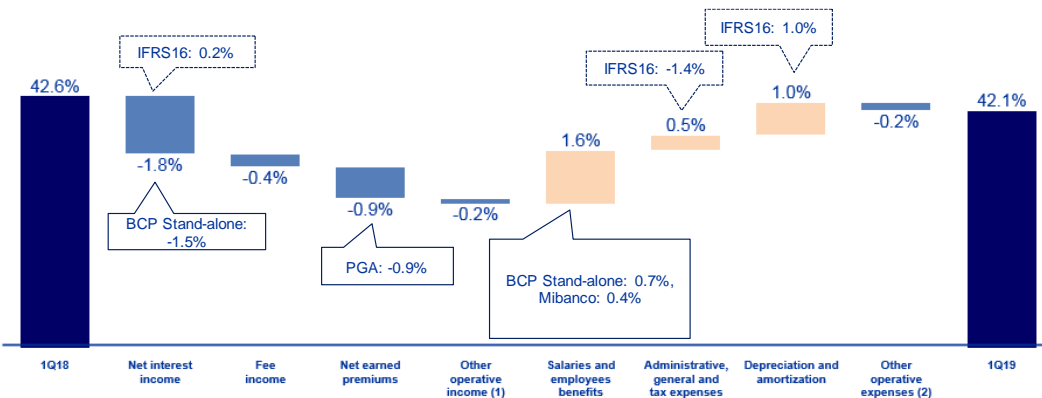 IFRS16: 0.2%
IFRS16: 1.0%
IFRS16: -1.4%
42.6%
-1.8%
-0.4%
-0.9%
-0.2%
1.6%
0.5%
1.0%
-0.2%
42.1%
BCP Stand-alone:
-1.5%
PGA: -0.9%
BCP Stand-alone: 0.7%,
Mibanco: 0.4%
1Q18
Net interest
income
Fee
income
Net earned
premiums
Other
operative
income (1)
Salaries and
employees
benefits
Administrative,
general and
tax expenses
Depreciation and
amortization
Other
operative
expenses (2)
1Q19